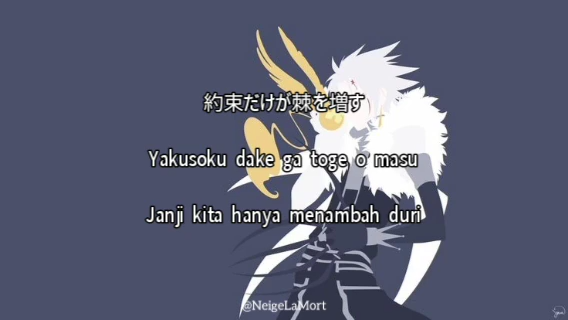 約束だけが棘を増す
Yakusoku dake ga toge o masu
Janji kita hanya menambah duri
@NeigeLaMort